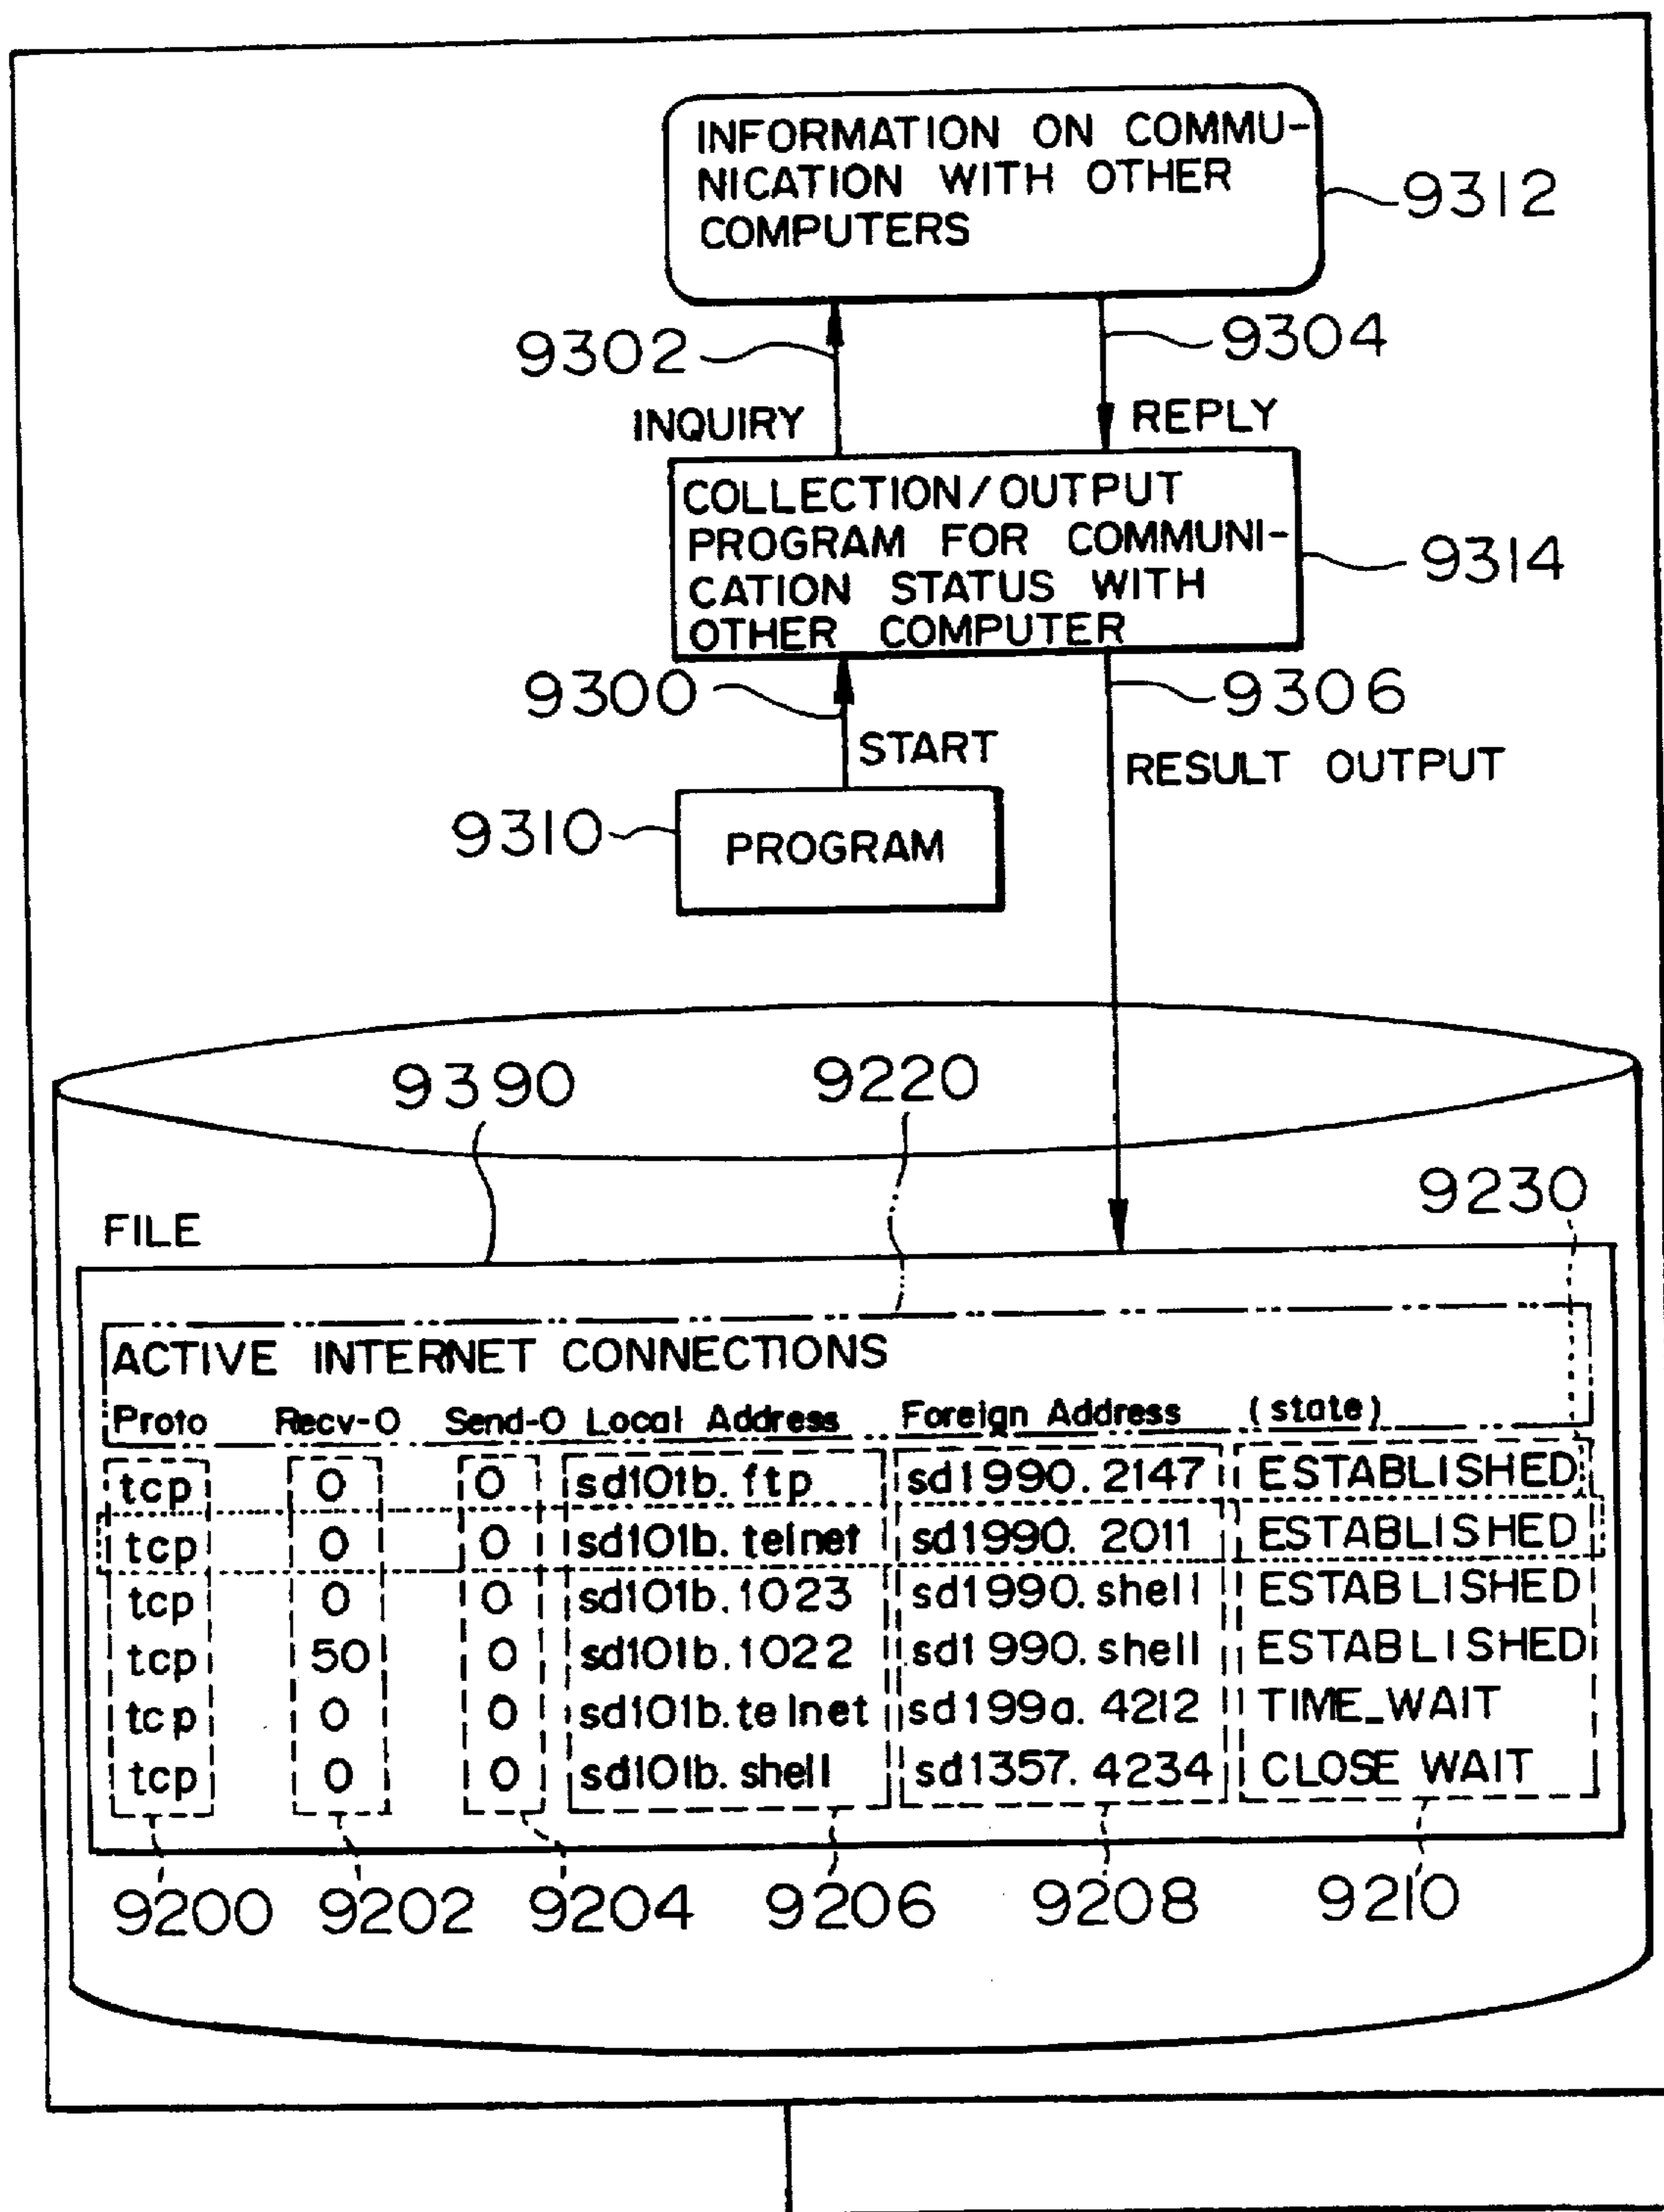 INFORMATION ON COMMU-
NICATION WITH OTHER
COMPUTERS
9312
9302
9304
INQUIRY
REPLY
COLLECTION/OUTPUT
PROGRAM FOR COMMUNI-
CATION STATUS WITH
OTHER COMPUTER
9314
9300
9306
START
RESULT OUTPUT
9310
PROGRAM
9390
9220
9230
FILE
ACTIVE INTERNET CONNECTIONS
Proto Recv-O Send-O Local Address Foreign Address (state)
tcp 0 0 sd101b.ftp sd1990.2147 ESTABLISHED
tcp 0 0 sd101b.telnet sd1990.2011 ESTABLISHED
tcp 0 0 sd101b.1023 sd1990.shell ESTABLISHED
tcp 50 0 sd101b.1022 sd1990.shell ESTABLISHED
tcp 0 0 sd101b.telnet sd199a.4212 TIME_WAIT
tcp 0 0 sd101b.shell sd1357.4234 CLOSE WAIT
9200 9202 9204 9206 9208 9210